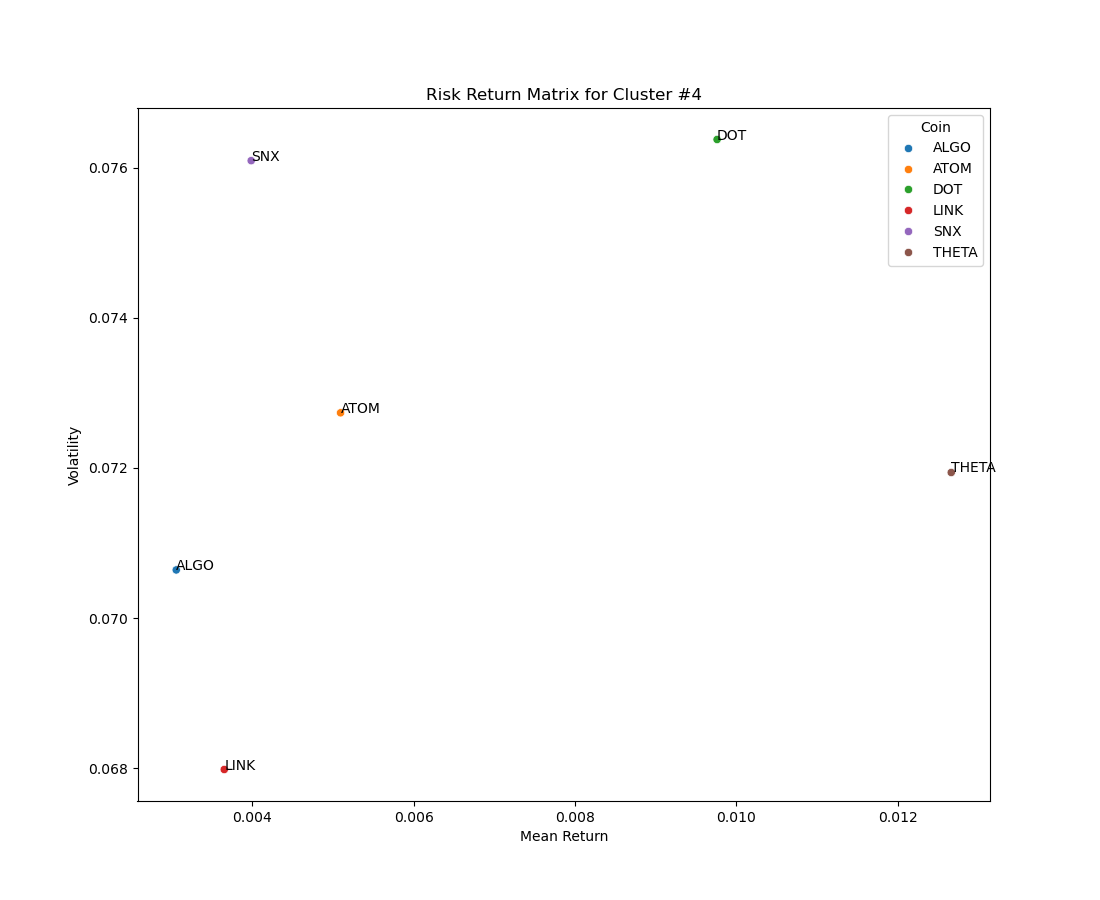 Risk Return Matrix for Cluster #4
Coin
ALGO
ATOM
DOT
LINK
SNX
THETA
DOT
SNX
ATOM
THETA
ALGO
LINK
Volatility
0.076
0.074
0.072
0.070
0.068
0.004
0.006
0.008
0.010
0.012
Mean Return